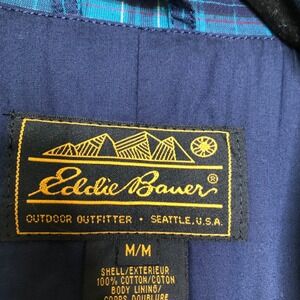 Eddie Bauer®
OUTDOOR OUTFITTER • SEATTLE, U.S.A.
M/M
SHELL/EXTERIEUR
100% COTTON/COTON
BODY LINING/
CORPS DOUBLURE